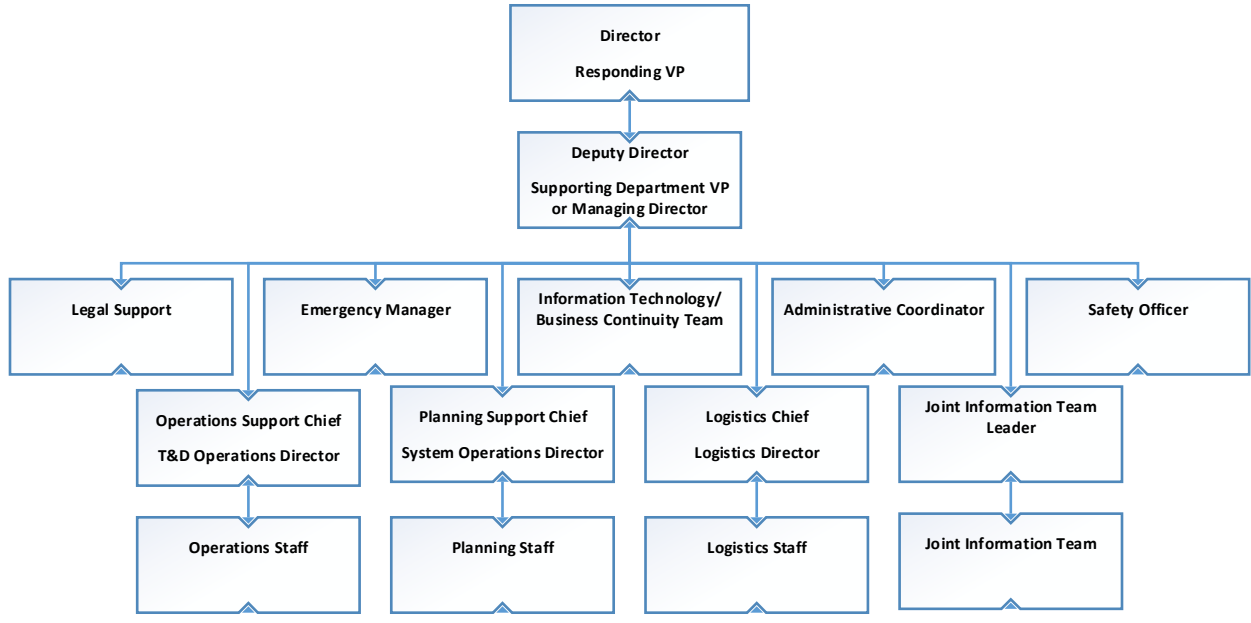 Director
Responding VP
Deputy Director
Supporting Department VP
or Managing Director
Legal Support
Emergency Manager
Information Technology/
Business Continuity Team
Administrative Coordinator
Safety Officer
Operations Support Chief
T&D Operations Director
Planning Support Chief
System Operations Director
Logistics Chief
Logistics Director
Joint Information Team
Leader
Operations Staff
Planning Staff
Logistics Staff
Joint Information Team